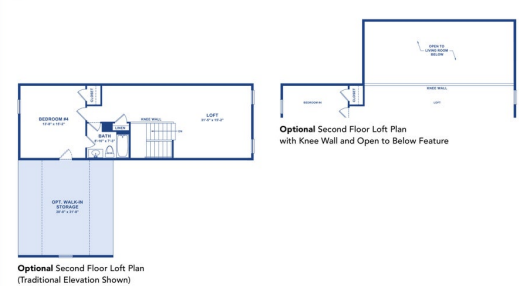 OPEN TO
LIVING ROOM
BELOW
KNEE WALL
CLOSET
BEDROOM #4
LOFT
Optional Second Floor Loft Plan
with Knee Wall and Open to Below Feature
CLOSET
BEDROOM #4
LINEN
KNEE WALL
LOFT
BATH
OPT. WALK-IN
STORAGE
Optional Second Floor Loft Plan
(Traditional Elevation Shown)